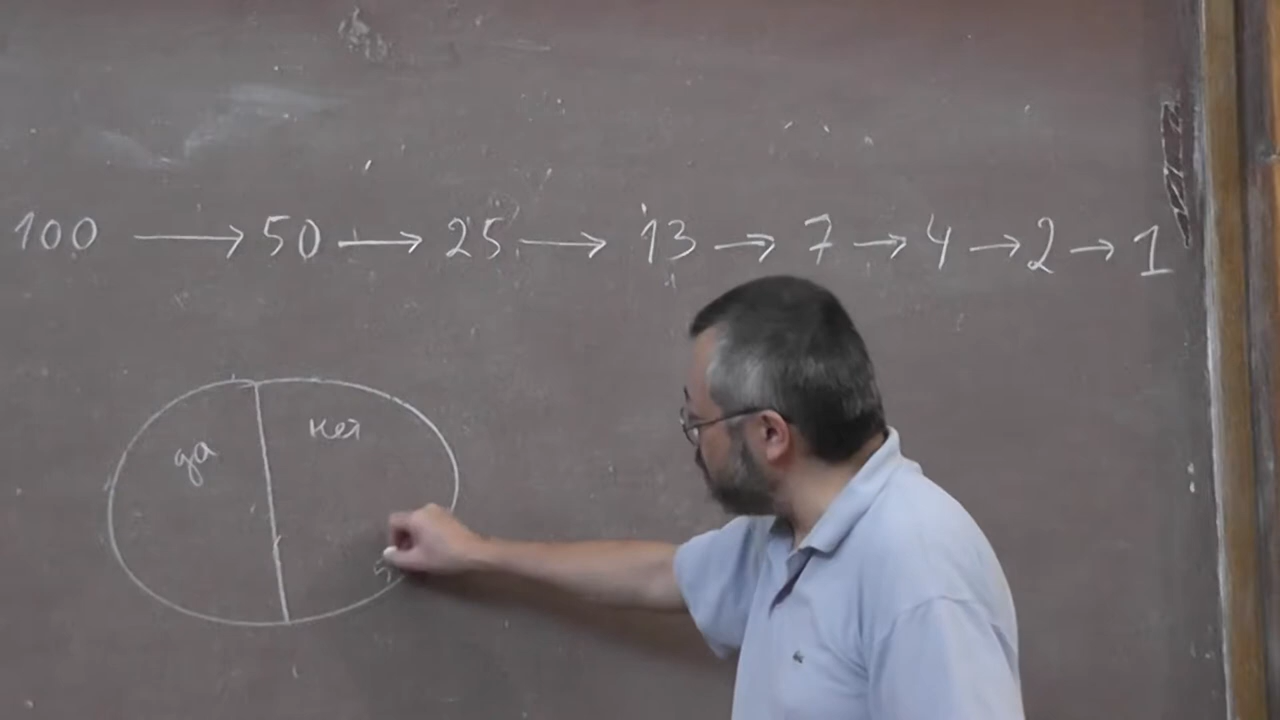 100 → 50 → 25 → 13 → 7 → 4 → 2 → 1
да нет